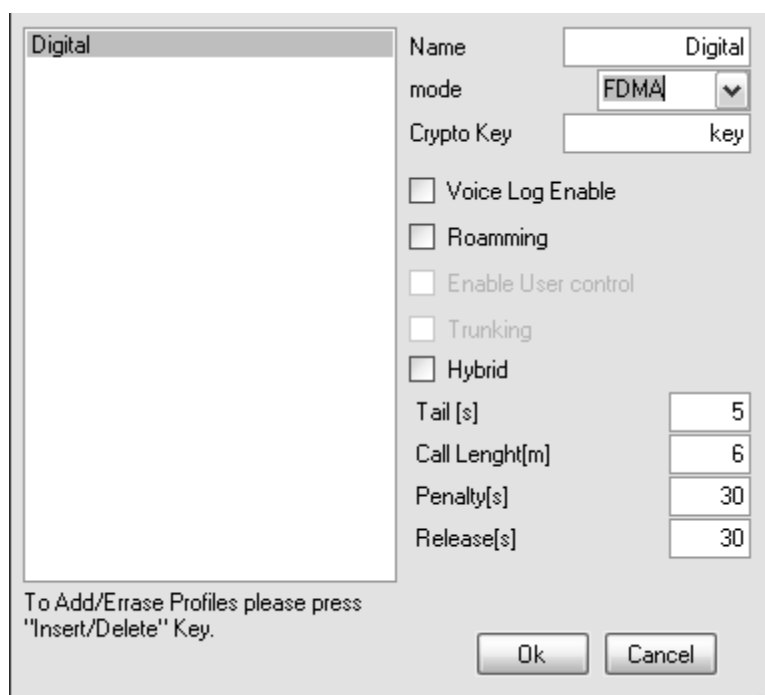 Digital
Name Digital
mode FDMA
Crypto Key key
Voice Log Enable
Roamming
Enable User control
Trunking
Hybrid
Tail [s] 5
Call Lenght[m] 6
Penalty[s] 30
Release[s] 30
To Add/Errase Profiles please press
"Insert/Delete" Key.
Ok Cancel